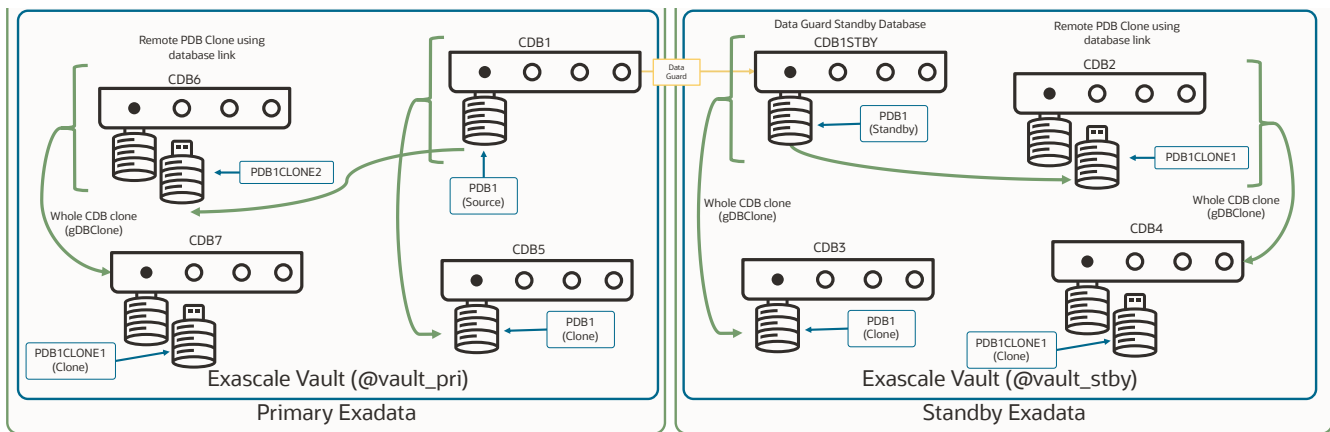 Remote PDB Clone using
database link
CDB6
PDB1CLONE2
Whole CDB clone
(gDBClone)
CDB7
PDB1CLONE1
(Clone)
CDB1
PDB1
(Source)
CDB5
PDB1
(Clone)
Exascale Vault (@vault_pri)
Primary Exadata
Data
Guard
Data Guard Standby Database
CDB1STBY
PDB1
(Standby)
Whole CDB clone
(gDBClone)
CDB3
PDB1
(Clone)
Remote PDB Clone using
database link
CDB2
PDB1CLONE1
Whole CDB clone
(gDBClone)
CDB4
PDB1CLONE1
(Clone)
Exascale Vault (@vault_stby)
Standby Exadata